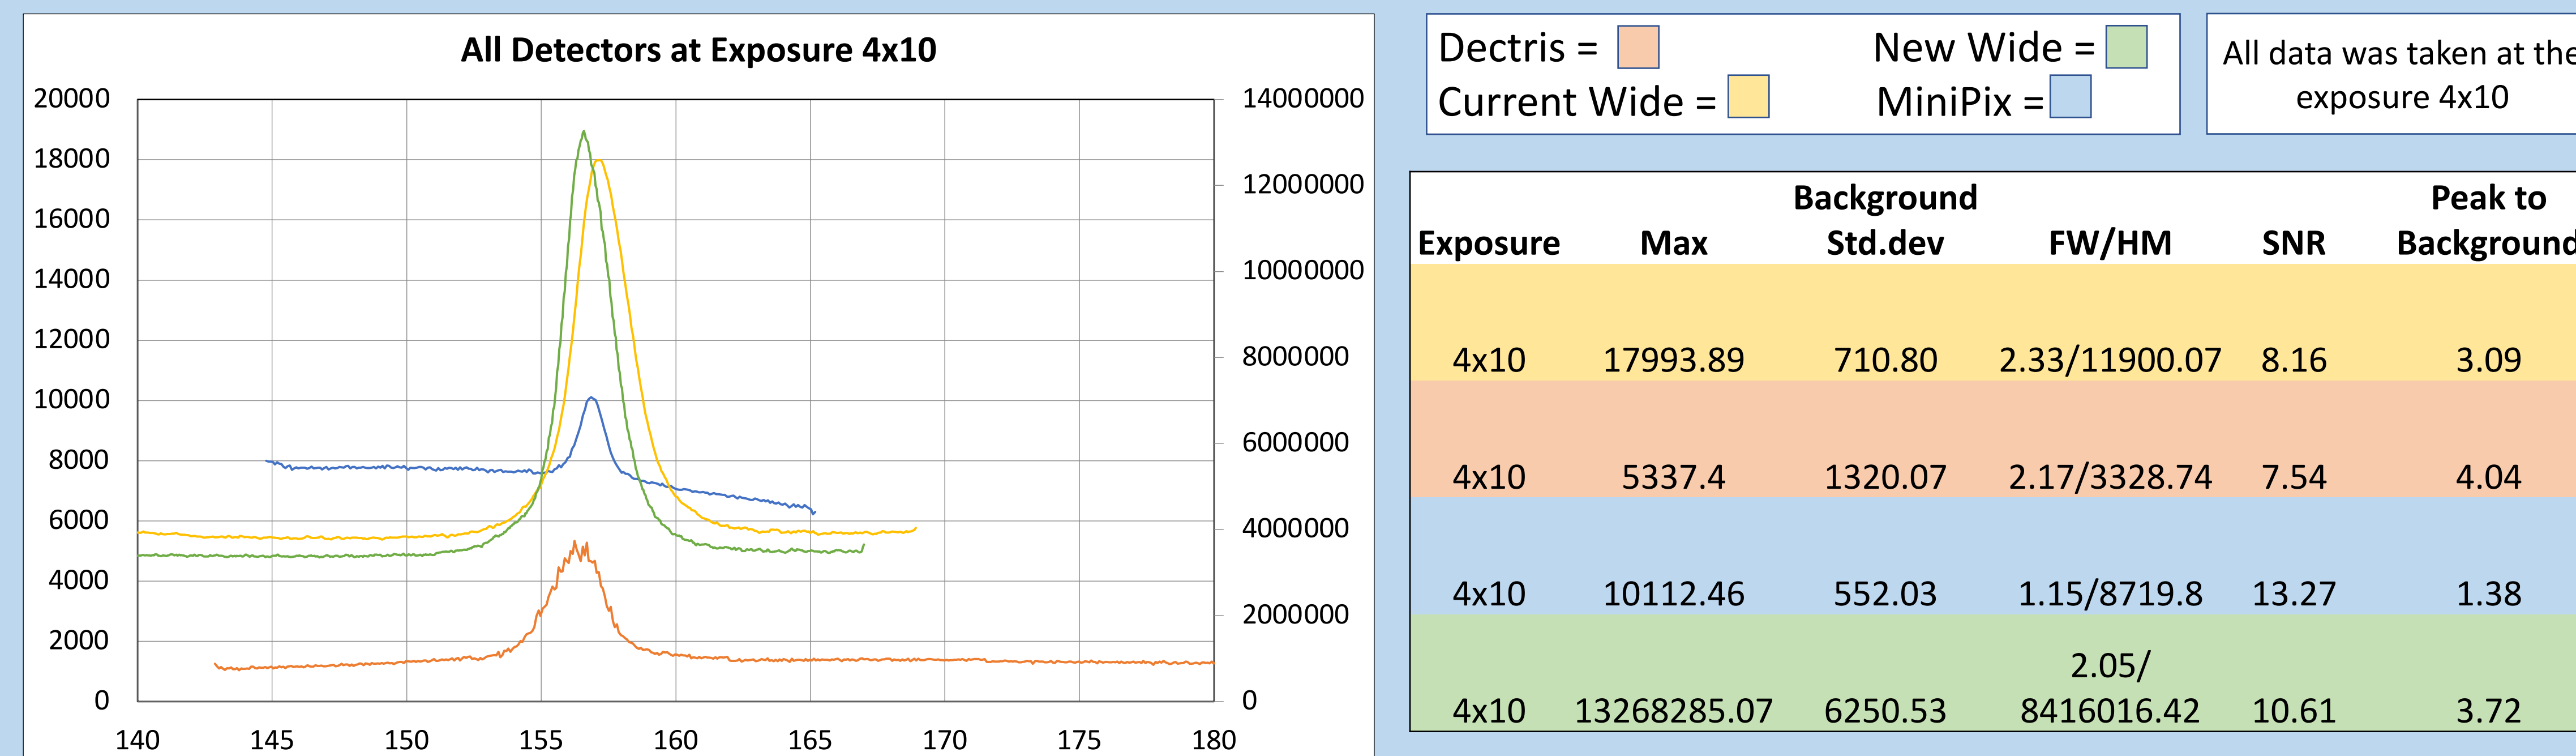 All Detectors at Exposure 4x10
20000
18000
16000
14000
12000
10000
8000
6000
4000
2000
0
14000000
12000000
10000000
8000000
6000000
4000000
2000000
0
140 145 150 155 160 165 170 175 180
Dectris = New Wide =
Current Wide = MiniPix =
All data was taken at the
exposure 4x10
Background Peak to
Exposure Max Std.dev FW/HM SNR Background
4x10 17993.89 710.80 2.33/11900.07 8.16 3.09
4x10 5337.4 1320.07 2.17/3328.74 7.54 4.04
4x10 10112.46 552.03 1.15/8719.8 13.27 1.38
2.05/
4x10 13268285.07 6250.53 8416016.42 10.61 3.72